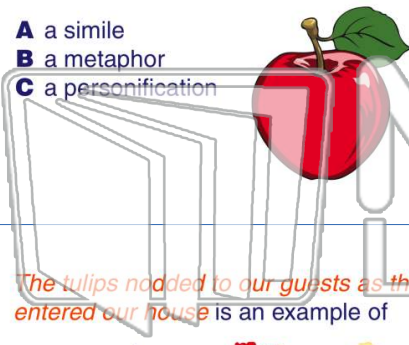 A a simile
B a metaphor
C a personification
The tulips nodded to our guests as th
entered our house is an example of